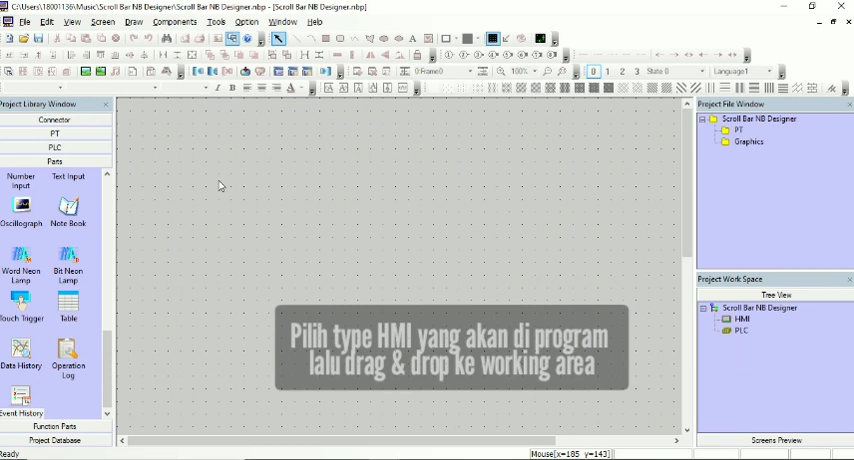 C:\Users\18001136\Music\Scroll Bar NB Designer\Scroll Bar NB Designer.nbp - [Scroll Bar NB Designer.nbp]
File Edit View Screen Draw Components Tools Option Window Help
0:Frame0 100% 0 1 2 3 State 0 Language1
Project Library Window
Connector
PT
PLC
Parts
Number Input
Text Input
Oscillograph
Note Book
Word Neon Lamp
Bit Neon Lamp
Touch Trigger
Table
Data History
Operation Log
Event History
Function Parts
Project Database
Pilih type HMI yang akan di program
lalu drag & drop ke working area
Project File Window
Scroll Bar NB Designer
PT
Graphics
Project Work Space
Tree View
Scroll Bar NB Designer
HMI
PLC
Screens Preview
Ready
Mouse[x=185 y=143]